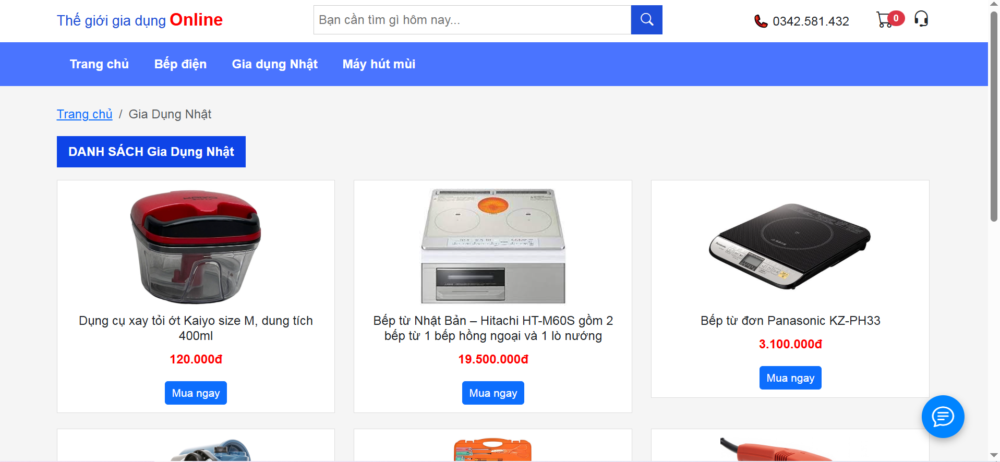 Thế giới gia dụng Online
Bạn cần tìm gì hôm nay...
0342.581.432
0
Trang chủ
Bếp điện
Gia dụng Nhật
Máy hút mùi
Trang chủ / Gia Dụng Nhật
DANH SÁCH Gia Dụng Nhật
Dụng cụ xay tỏi ớt Kaiyo size M, dung tích
400ml
120.000đ
Mua ngay
Bếp từ Nhật Bản – Hitachi HT-M60S gồm 2
bếp từ 1 bếp hồng ngoại và 1 lò nướng
19.500.000đ
Mua ngay
Panasonic
Bếp từ đơn Panasonic KZ-PH33
3.100.000đ
Mua ngay